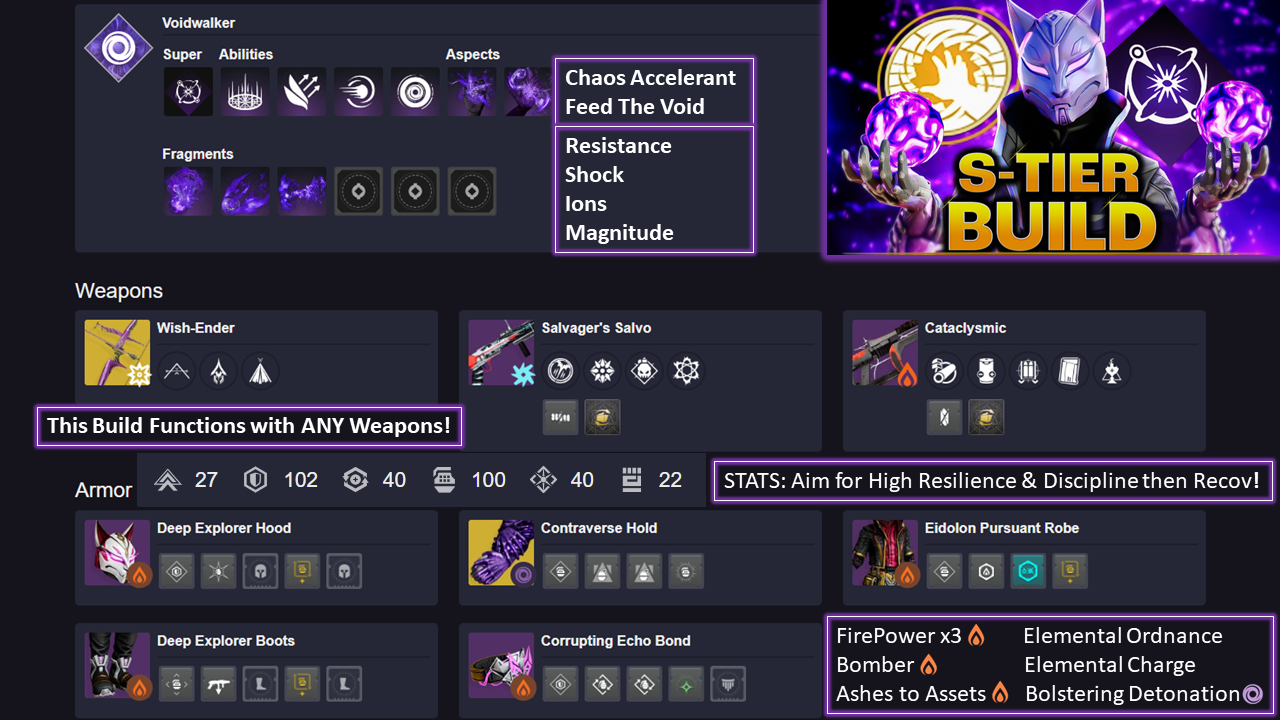 Voidwalker
Super Abilities Aspects
Chaos Accelerant
Feed The Void
Fragments
Resistance
Shock
Ions
Magnitude
S-TIER
BUILD
Weapons
Wish-Ender
Salvager's Salvo
Cataclysmic
This Build Functions with ANY Weapons!
Armor
27 102 40 100 40 22
STATS: Aim for High Resilience & Discipline then Recov!
Deep Explorer Hood
Contraverse Hold
Eidolon Pursuant Robe
Deep Explorer Boots
Corrupting Echo Bond
FirePower x3 Elemental Ordnance
Bomber Elemental Charge
Ashes to Assets Bolstering Detonation